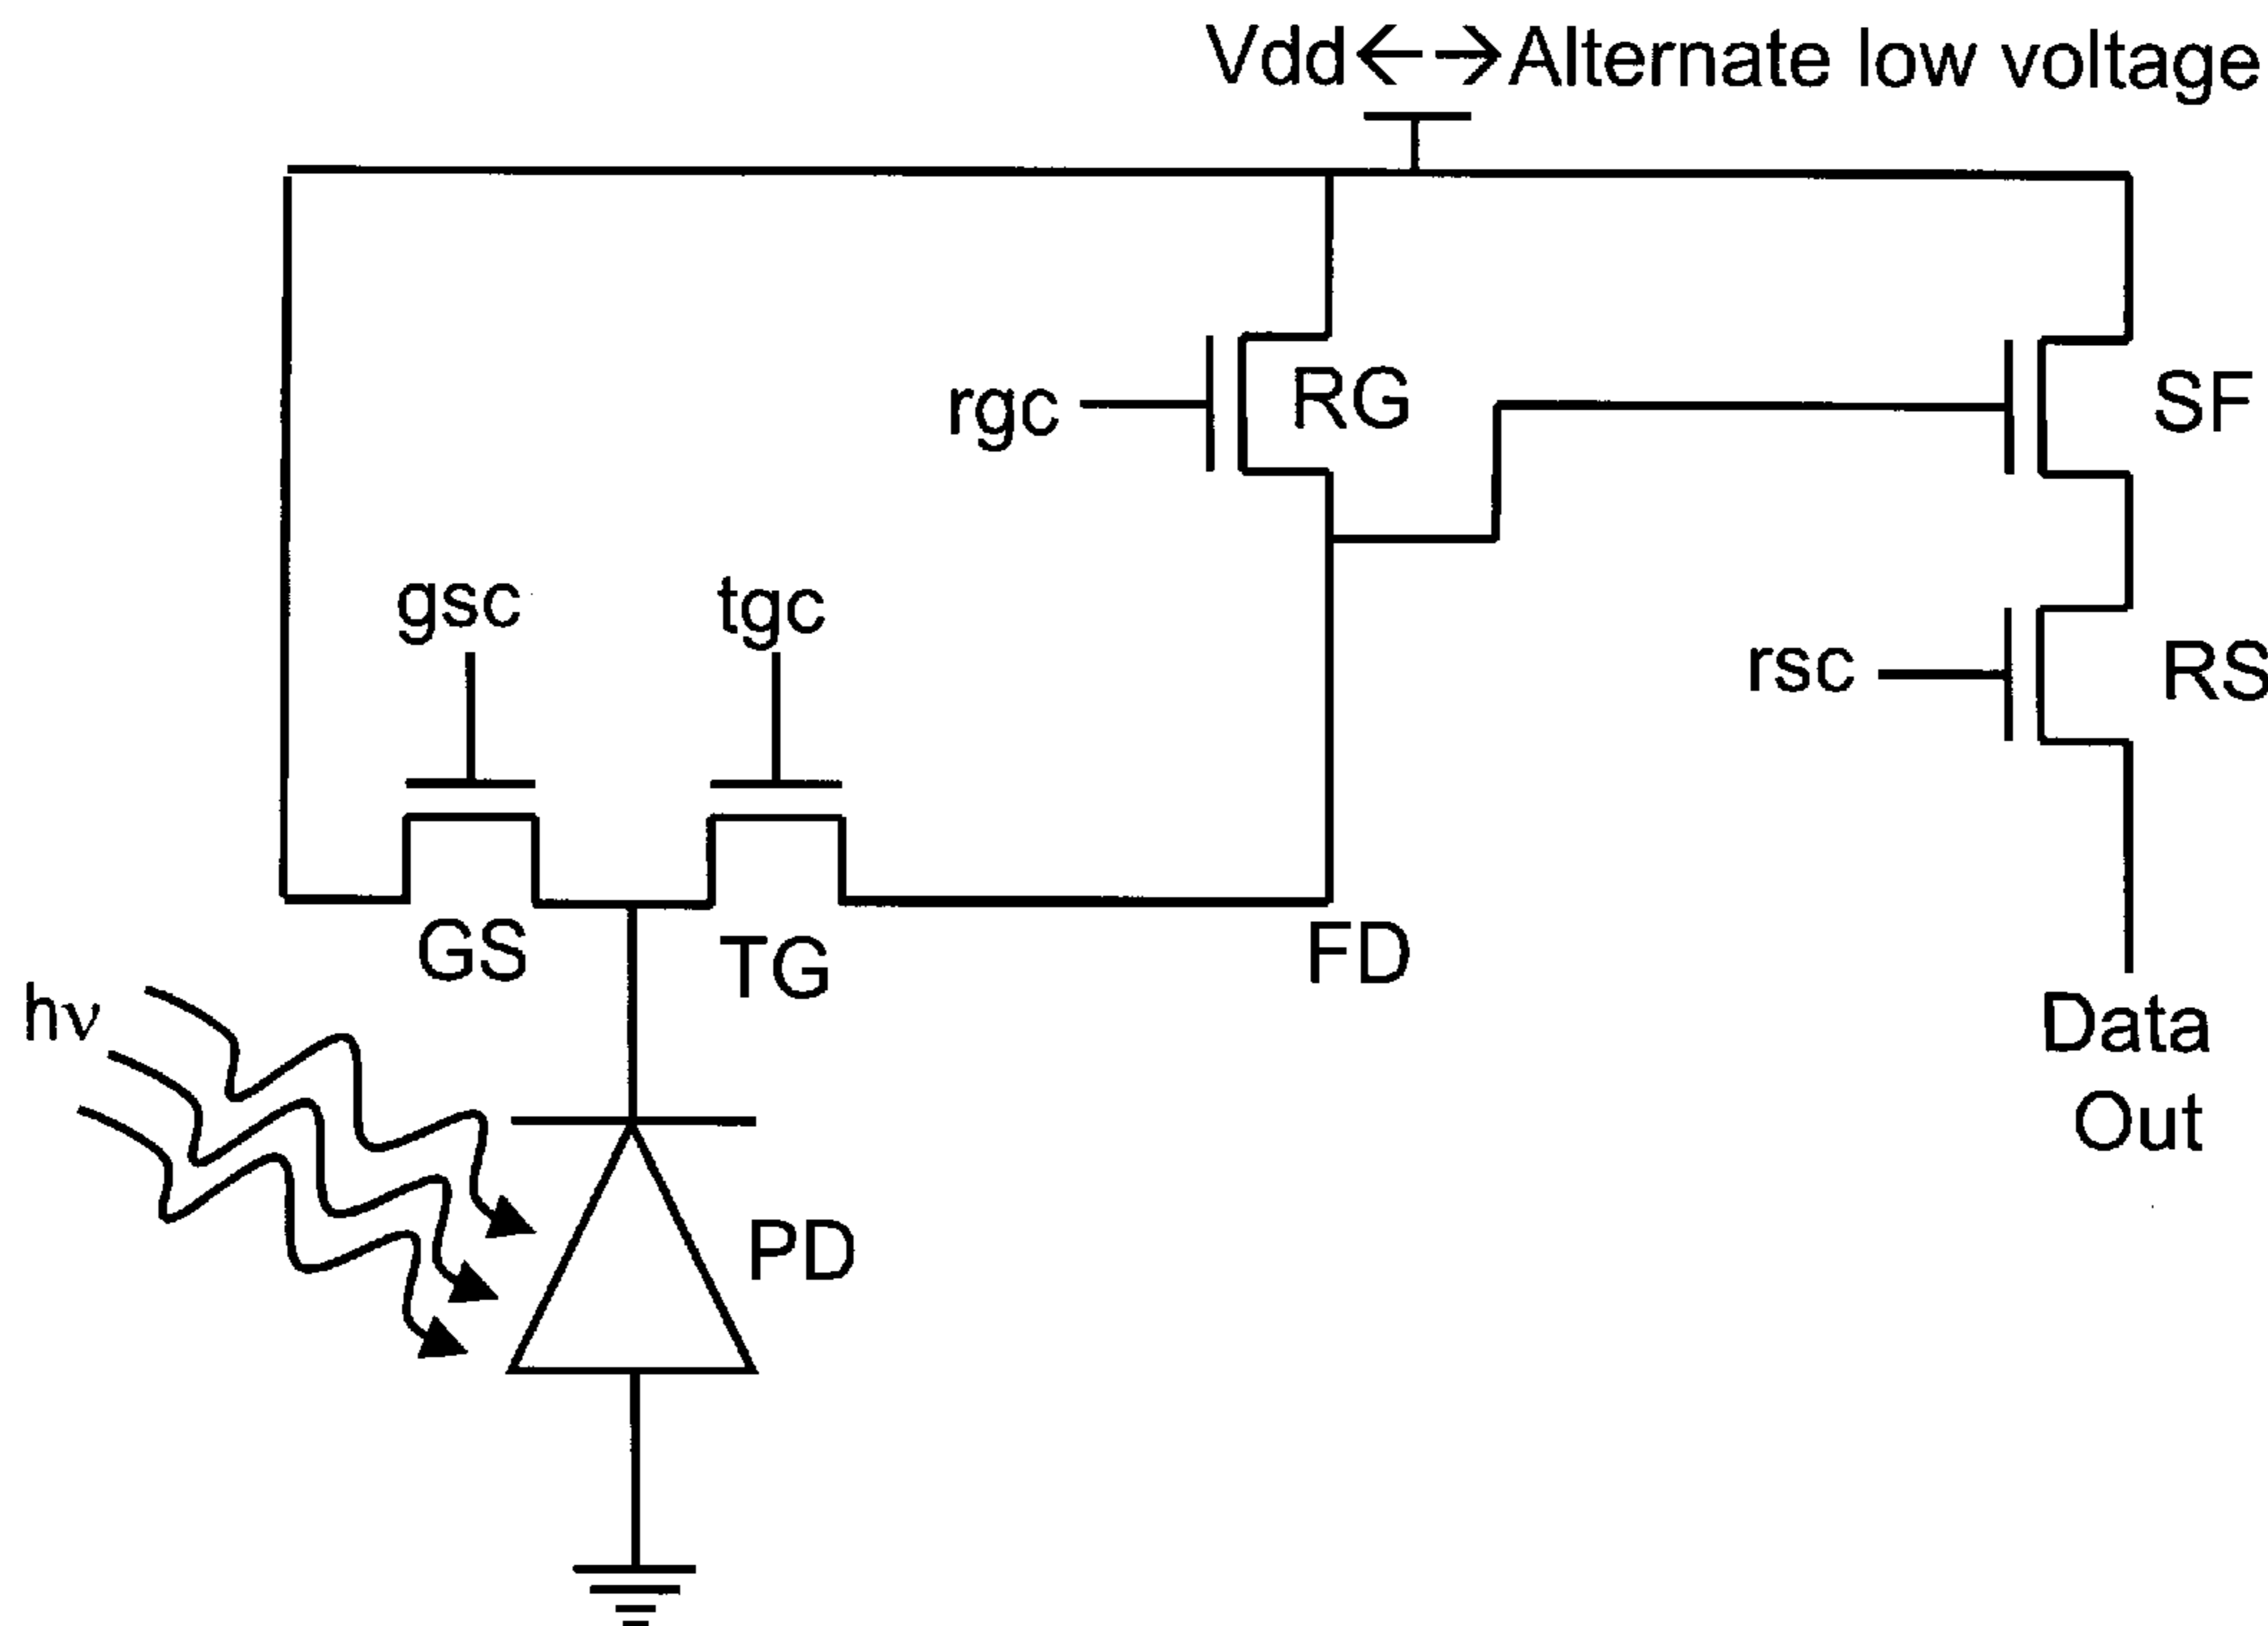 Vdd ←→ Alternate low voltage
rgc
RG
SF
gsc
tgc
rsc
RS
GS
TG
FD
hν
Data
Out
PD